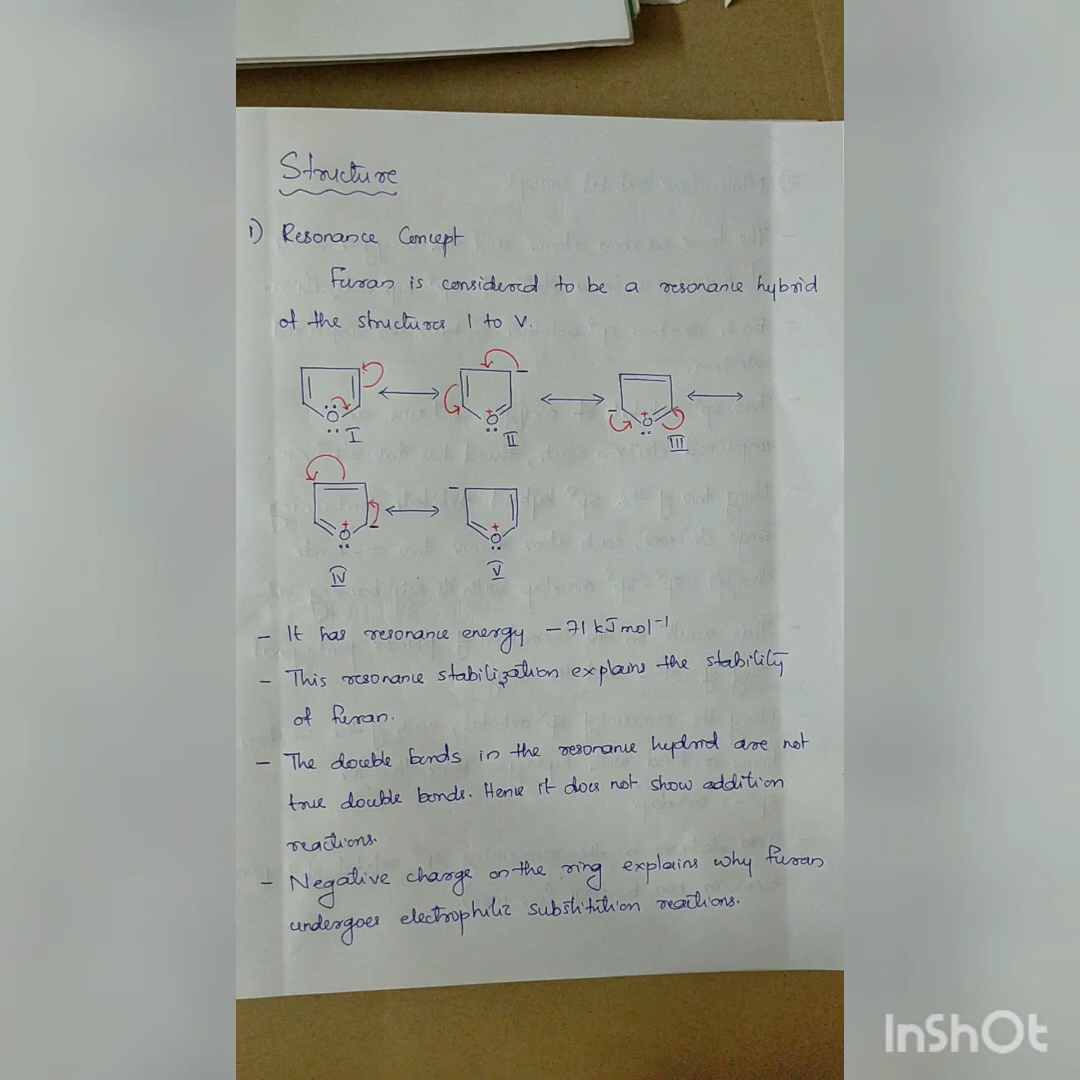 Structure
1) Resonance Concept
Furan is considered to be a resonance hybrid
of the structures I to V.
I
II
III
IV
V
- It has resonance energy - 71 kJ mol⁻¹
- This resonance stabilization explains the stability
of furan.
- The double bonds in the resonance hydrid are not
true double bonds. Hence it does not show addition
reactions.
- Negative charge on the ring explains why furan
undergoes electrophilic substitution reactions.
InShOt